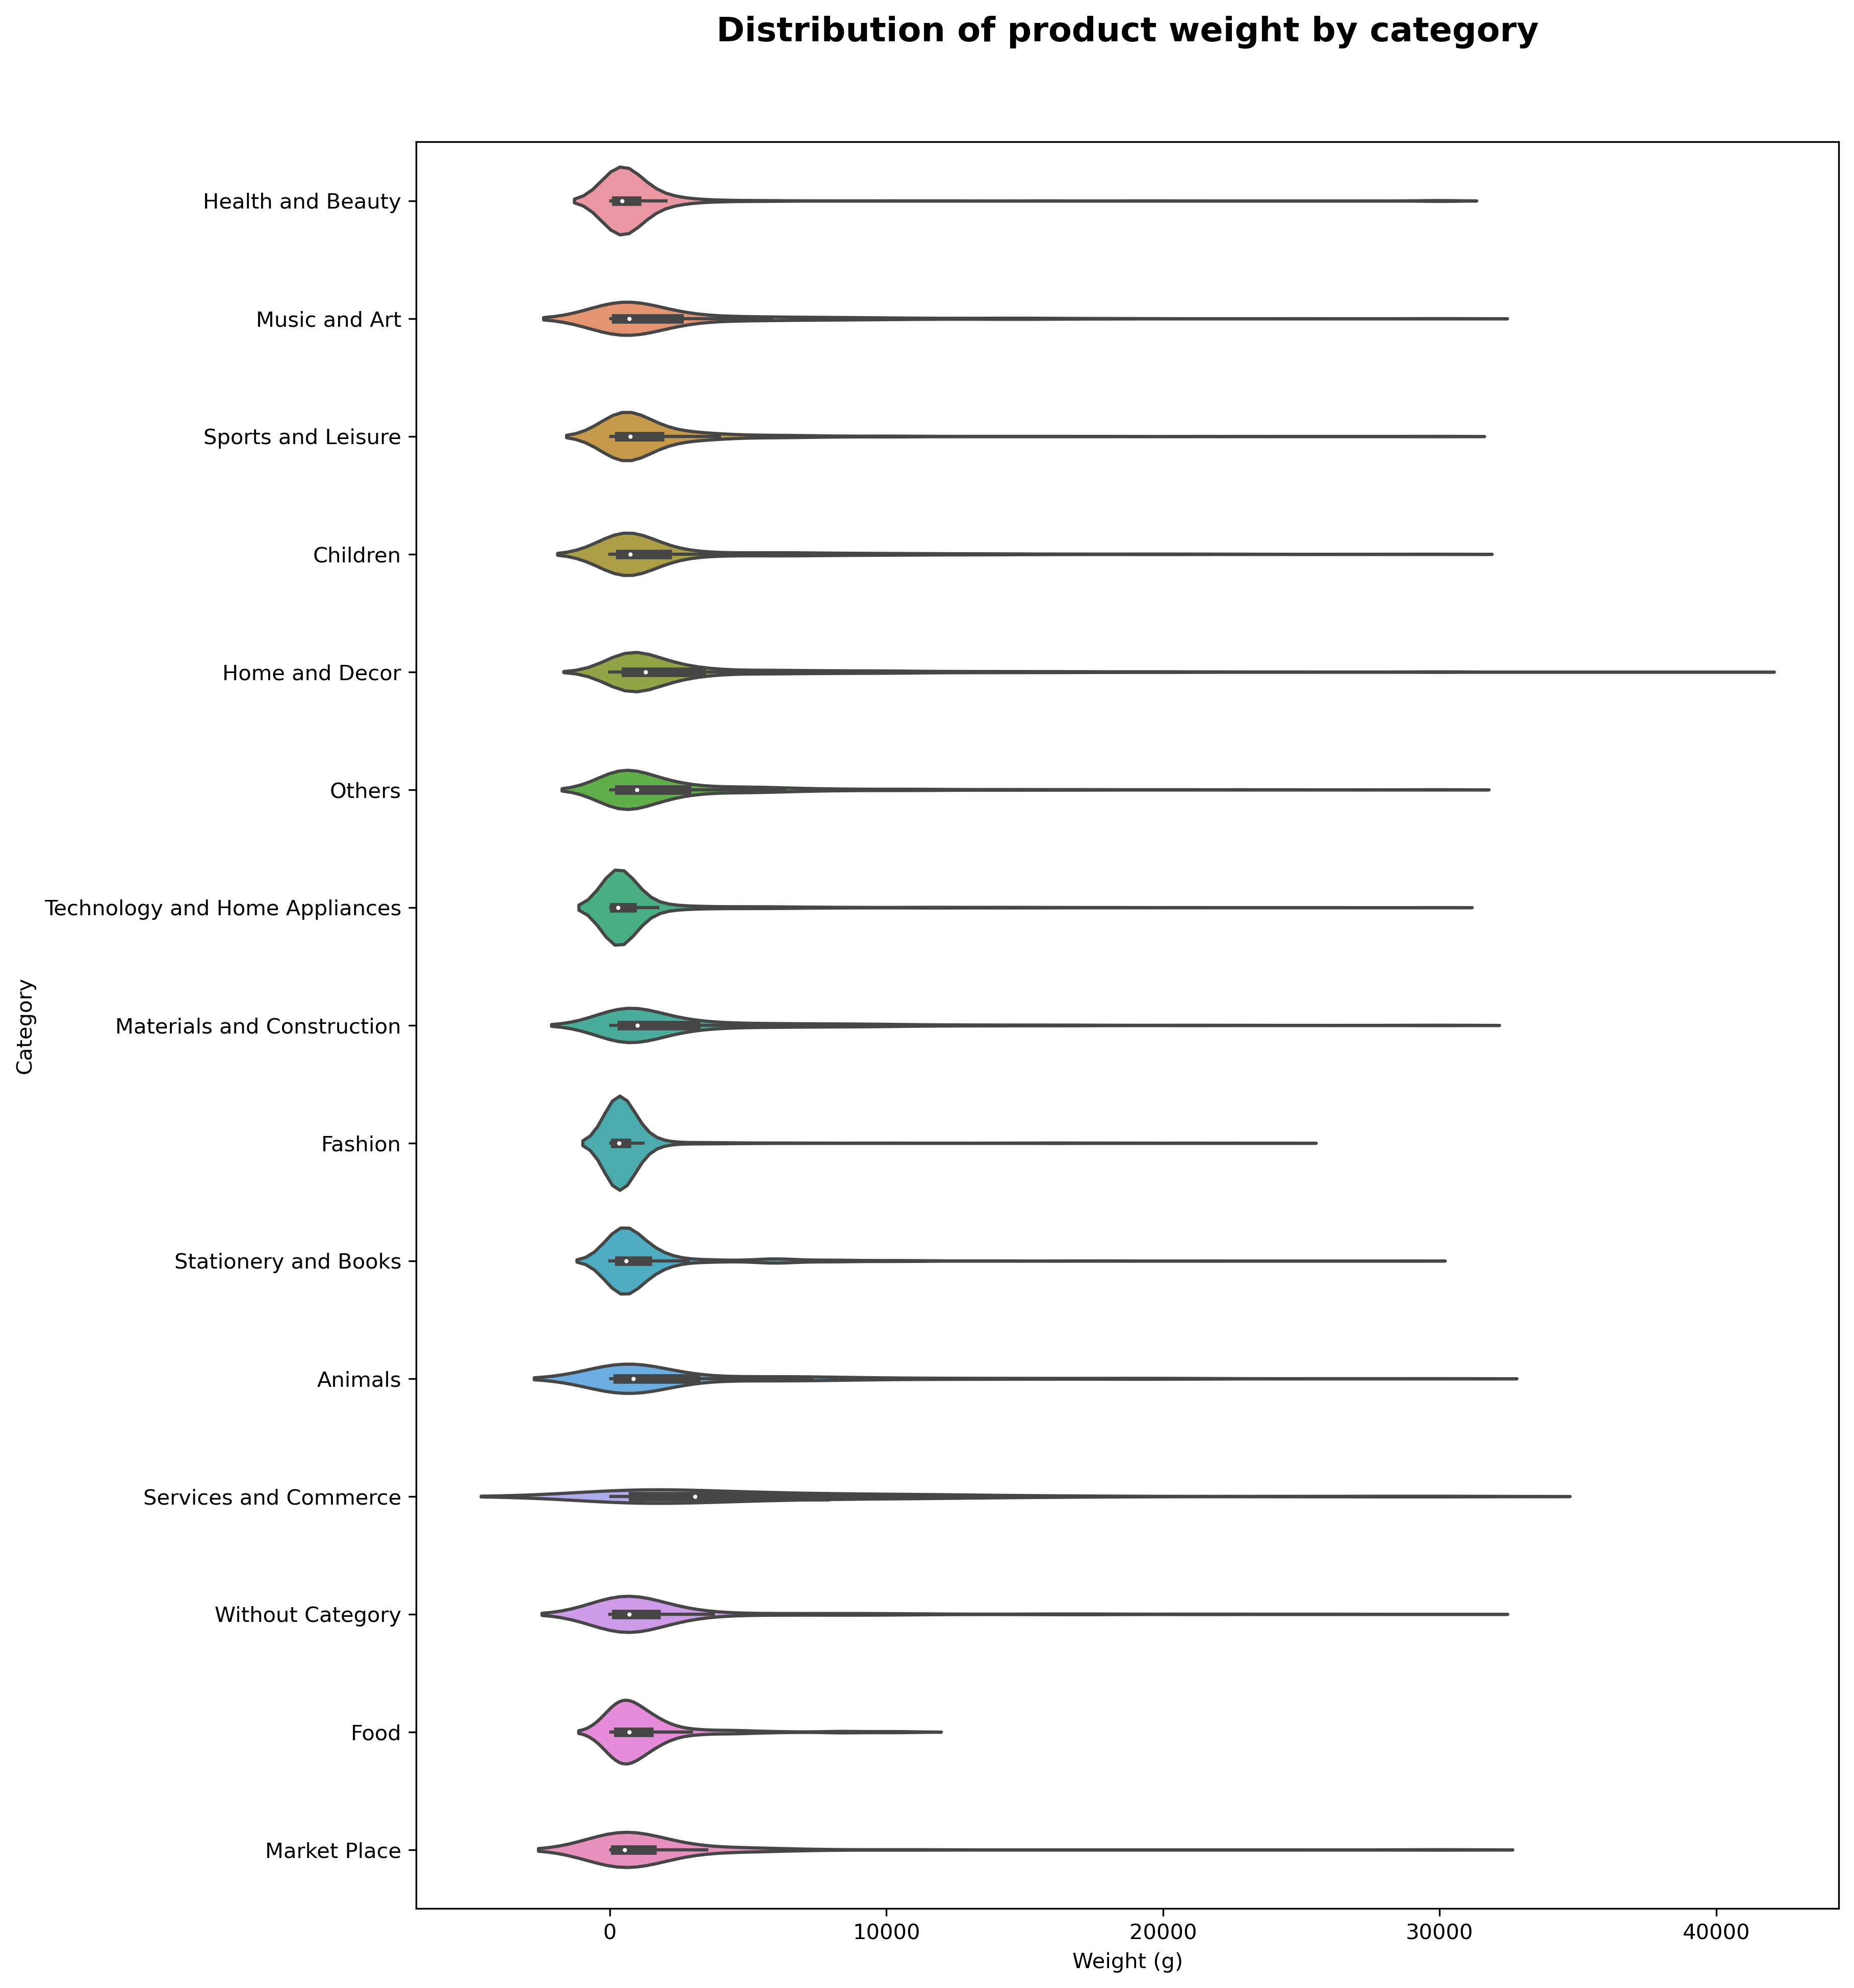 Distribution of product weight by category
Health and Beauty
Music and Art
Sports and Leisure
Children
Home and Decor
Others
Technology and Home Appliances
Materials and Construction
Fashion
Stationery and Books
Animals
Services and Commerce
Without Category
Food
Market Place
Category
0 10000 20000 30000 40000
Weight (g)